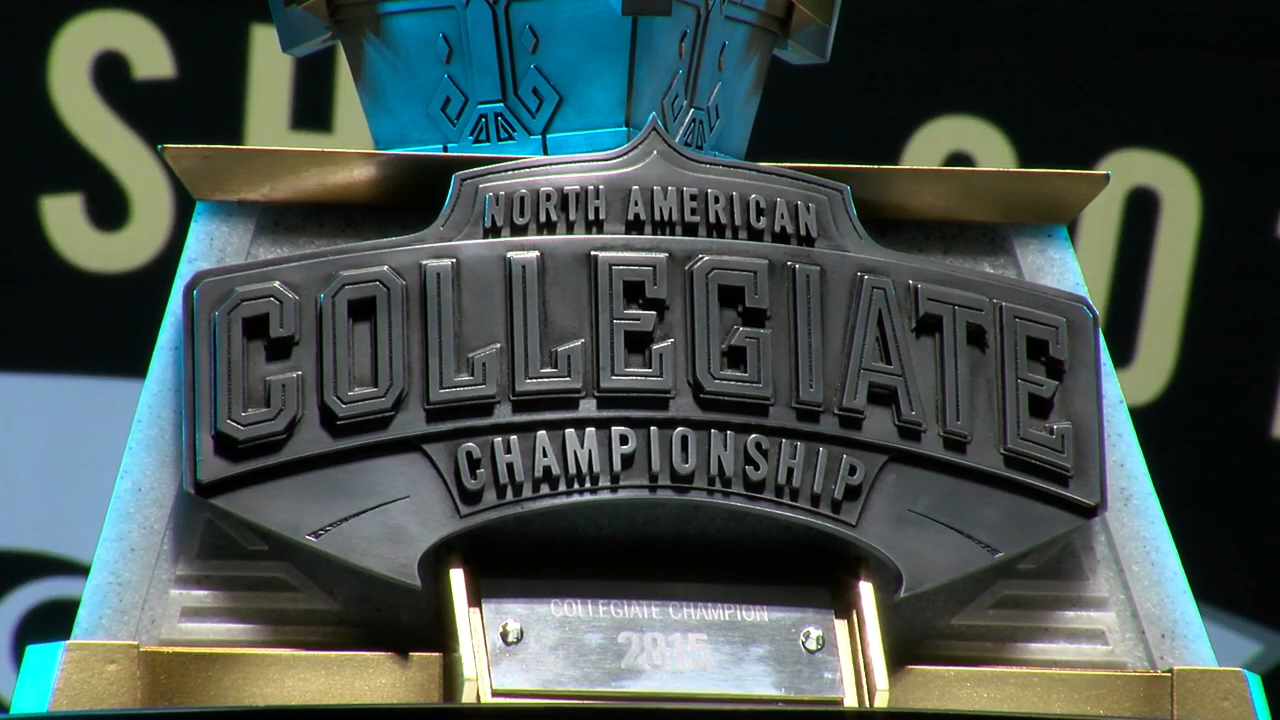 NORTH AMERICAN
COLLEGIATE
CHAMPIONSHIP
COLLEGIATE CHAMPION
2015